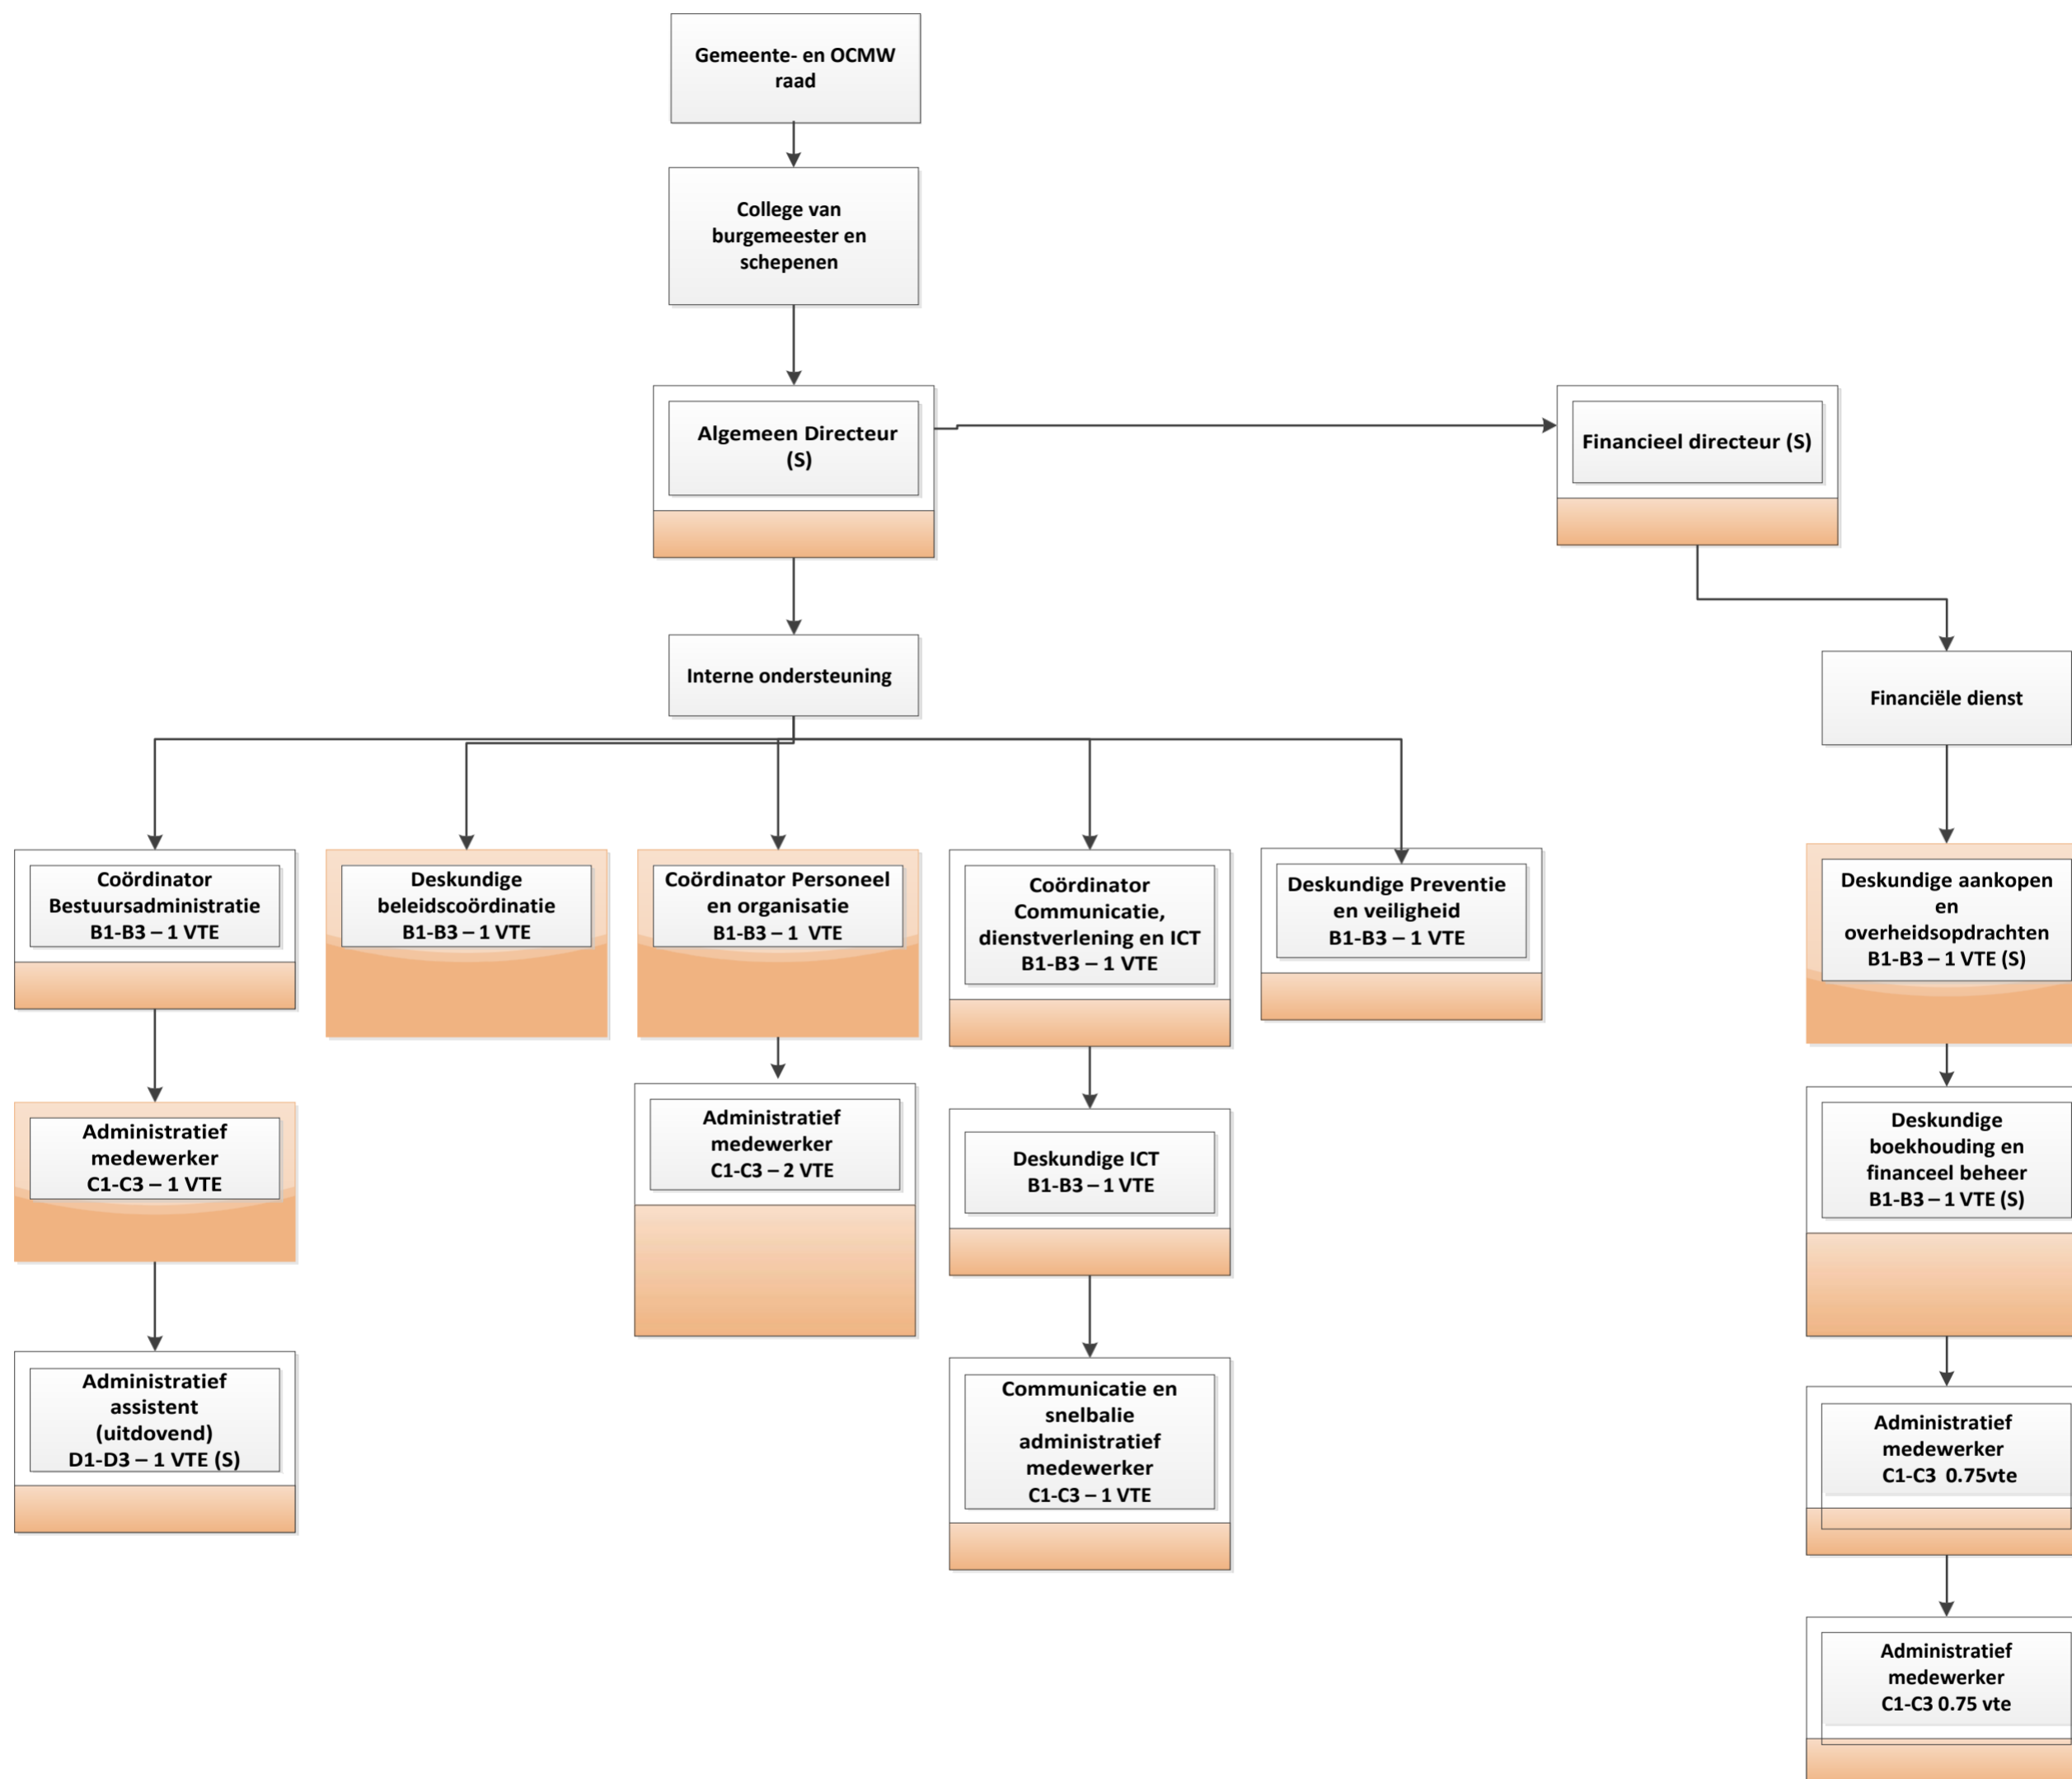 Gemeente- en OCMW
raad
College van
burgemeester en
schepenen
Algemeen Directeur
(S)
Financieel directeur (S)
Interne ondersteuning
Financiële dienst
Coördinator
Bestuursadministratie
B1-B3 – 1 VTE
Deskundige
beleidscoördinatie
B1-B3 – 1 VTE
Coördinator Personeel
en organisatie
B1-B3 – 1  VTE
Coördinator
Communicatie,
dienstverlening en ICT
B1-B3 – 1 VTE
Deskundige Preventie
en veiligheid
B1-B3 – 1 VTE
Deskundige aankopen
en
overheidsopdrachten
B1-B3 – 1 VTE (S)
Administratief
medewerker
C1-C3 – 1 VTE
Administratief
medewerker
C1-C3 – 2 VTE
Deskundige ICT
B1-B3 – 1 VTE
Deskundige
boekhouding en
financeel beheer
B1-B3 – 1 VTE (S)
Administratief
assistent
(uitdovend)
D1-D3 – 1 VTE (S)
Communicatie en
snelbalie
administratief
medewerker
C1-C3 – 1 VTE
Administratief
medewerker
C1-C3  0.75vte
Administratief
medewerker
C1-C3 0.75 vte